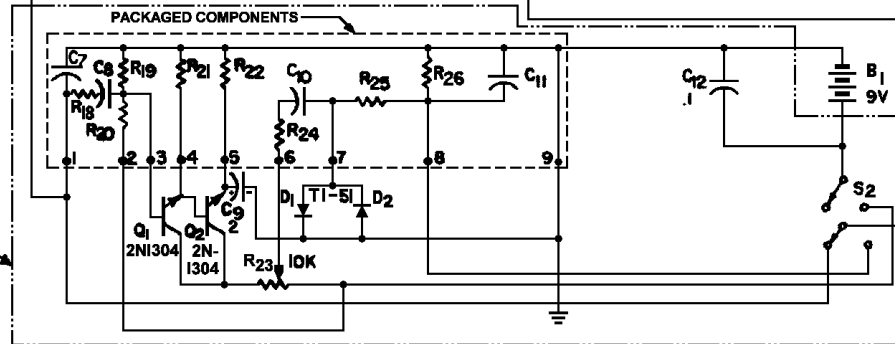 PACKAGED COMPONENTS
C7
C8
R19
R21
R22
C10
R25
R26
C11
C12
.1
B1
9V
R18
R20
R24
1
2
3
4
5
6
7
8
9
+
-
C9
2
D1
T1-51
D2
S2
Q1
2N1304
Q2
2N-
1304
R23
10K